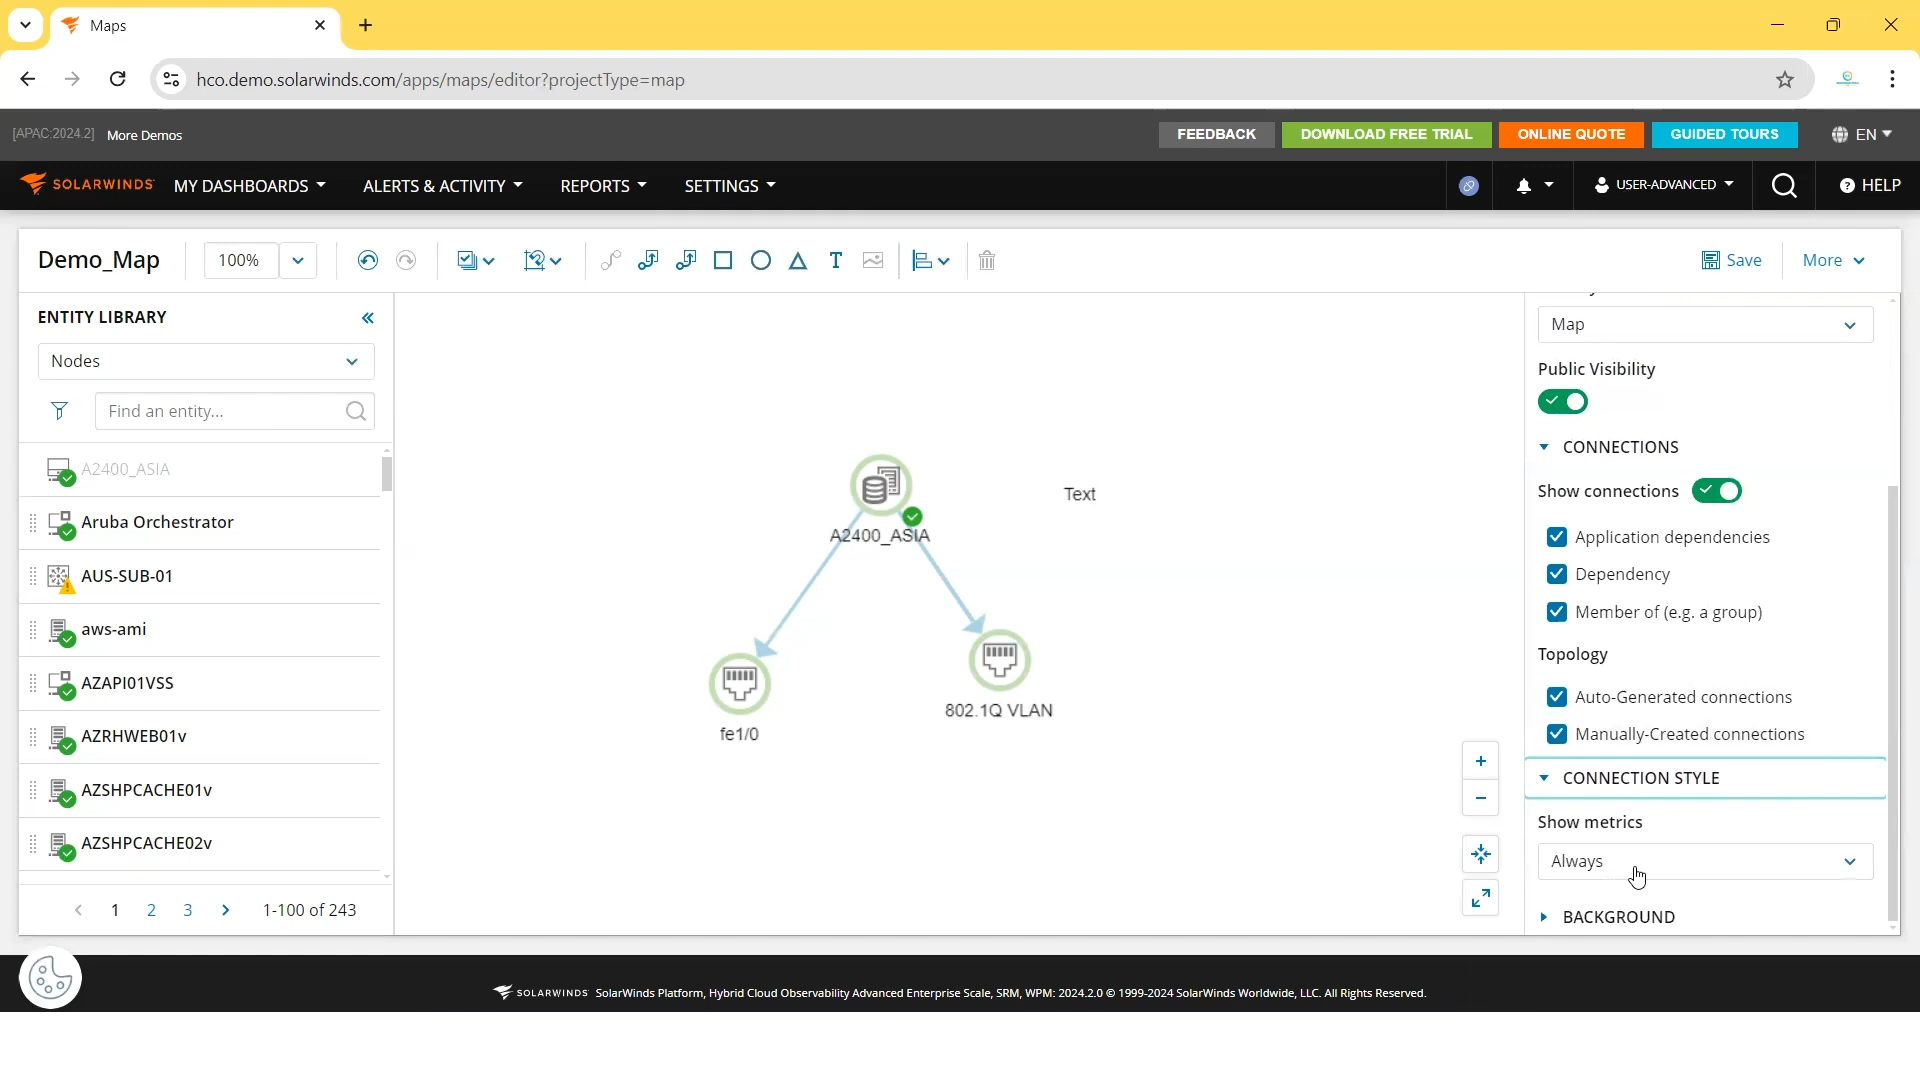 Maps
hco.demo.solarwinds.com/apps/maps/editor?projectType=map
[APAC:2024.2] More Demos
FEEDBACK DOWNLOAD FREE TRIAL ONLINE QUOTE GUIDED TOURS EN
SOLARWINDS MY DASHBOARDS ALERTS & ACTIVITY REPORTS SETTINGS USER-ADVANCED HELP
Demo_Map 100% Save More
ENTITY LIBRARY
Nodes
Find an entity...
A2400_ASIA
Aruba Orchestrator
AUS-SUB-01
aws-ami
AZAPI01VSS
AZRHWEB01v
AZSHPCACHE01v
AZSHPCACHE02v
1 2 3 1-100 of 243
A2400_ASIA
Text
fe1/0
802.1Q VLAN
Map
Public Visibility
CONNECTIONS
Show connections
Application dependencies
Dependency
Member of (e.g. a group)
Topology
Auto-Generated connections
Manually-Created connections
CONNECTION STYLE
Show metrics
Always
BACKGROUND
SOLARWINDS SolarWinds Platform, Hybrid Cloud Observability Advanced Enterprise Scale, SRM, WPM: 2024.2.0 © 1999-2024 SolarWinds Worldwide, LLC. All Rights Reserved.